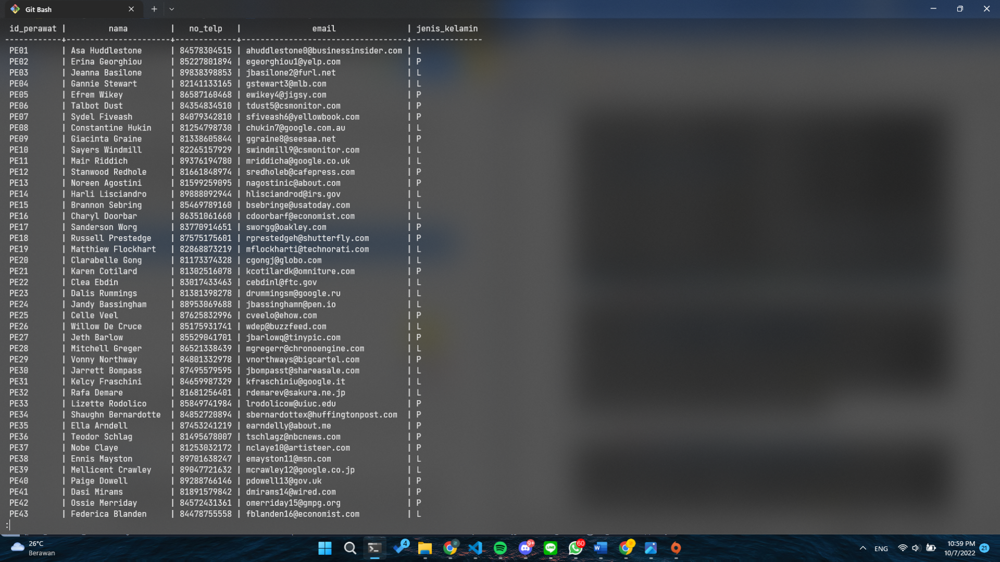 Git Bash
id_perawat | nama | no_telp | email | jenis_kelamin
------------+----------------------+-------------+-----------------------------------+---------------
PE01 | Asa Huddlestone | 84578304515 | ahuddlestone0@businessinsider.com | L
PE02 | Erina Georghiou | 85227801894 | egeorghiou1@yelp.com | P
PE03 | Jeanna Basilone | 89838398853 | jbasilone2@furl.net | L
PE04 | Gannie Stewart | 82141133165 | gstewart3@mlb.com | L
PE05 | Efrem Wikey | 86587160468 | ewikey4@jigsy.com | P
PE06 | Talbot Dust | 84354834510 | tdust5@csmonitor.com | P
PE07 | Sydel Fiveash | 84079342810 | sfiveash6@yellowbook.com | P
PE08 | Constantine Hukin | 81254798730 | chukin7@google.com.au | L
PE09 | Giacinta Graine | 81338605844 | ggraine8@seesaa.net | P
PE10 | Sayers Windmill | 82265157929 | swindmill9@csmonitor.com | L
PE11 | Mair Riddich | 89376194780 | mriddicha@google.co.uk | L
PE12 | Stanwood Redhole | 81661848974 | sredholeb@cafepress.com | P
PE13 | Noreen Agostini | 81599259095 | nagostinic@about.com | P
PE14 | Harli Lisciandro | 89888092944 | hlisciandrod@irs.gov | L
PE15 | Brannon Sebring | 85469789160 | bsebringe@usatoday.com | L
PE16 | Charyl Doorbar | 86351061660 | cdoorbarf@economist.com | L
PE17 | Sanderson Worg | 83770914651 | sworgg@oakley.com | P
PE18 | Russell Prestedge | 87575175601 | rprestedgeh@shutterfly.com | P
PE19 | Matthiew Flockhart | 82868873219 | mflockharti@technorati.com | L
PE20 | Clarabelle Gong | 81173374328 | cgongj@globo.com | L
PE21 | Karen Cotilard | 81302516078 | kcotilardk@omniture.com | P
PE22 | Clea Ebdin | 83017433463 | cebdinl@ftc.gov | L
PE23 | Dalis Rummings | 81381398278 | drummingsm@google.ru | L
PE24 | Jandy Bassingham | 88953069688 | jbassinghamn@pen.io | L
PE25 | Celle Veel | 87625832996 | cveelo@ehow.com | P
PE26 | Willow De Cruce | 85175931741 | wdep@buzzfeed.com | L
PE27 | Jeth Barlow | 85529041701 | jbarlowq@tinypic.com | P
PE28 | Mitchell Greger | 86521338439 | mgregerr@chronoengine.com | L
PE29 | Vonny Northway | 84801332978 | vnorthways@bigcartel.com | P
PE30 | Jarrett Bompass | 87495579595 | jbompasst@shareasale.com | L
PE31 | Kelcy Fraschini | 84659987329 | kfraschiniu@google.it | L
PE32 | Rafa Demare | 81681256401 | rdemarev@sakura.ne.jp | L
PE33 | Lizette Rodolico | 85849741984 | lrodolicow@uiuc.edu | P
PE34 | Shaughn Bernardotte | 84852720894 | sbernardottex@huffingtonpost.com | P
PE35 | Ella Arndell | 87453241219 | earndelly@about.me | P
PE36 | Teodor Schlag | 81495678007 | tschlagz@nbcnews.com | P
PE37 | Nobe Claye | 81253032172 | nclaye10@artisteer.com | P
PE38 | Ennis Mayston | 89701638247 | emayston11@msn.com | L
PE39 | Mellicent Crawley | 89047721632 | mcrawley12@google.co.jp | L
PE40 | Paige Dowell | 89288766146 | pdowell13@gov.uk | P
PE41 | Dasi Mirams | 81891579842 | dmirams14@wired.com | P
PE42 | Ossie Merriday | 84572431361 | omerriday15@gmpg.org | P
PE43 | Federica Blanden | 84478755558 | fblanden16@economist.com | L
:
26°C
Berawan
4
9+
LINE
60
W
ENG
10:59 PM
10/7/2022
21